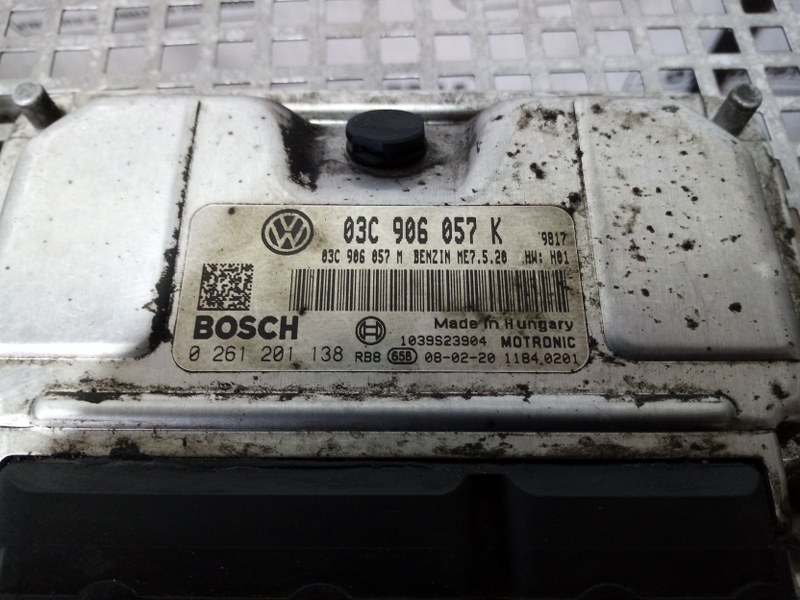 03C 906 057 K 9817
03C 906 057 M BENZIN ME7.5.20 HW: H01
BOSCH
Made in Hungary
1039S23904 MOTRONIC
0 261 201 138 RB8 65B 08-02-20 1184.0201